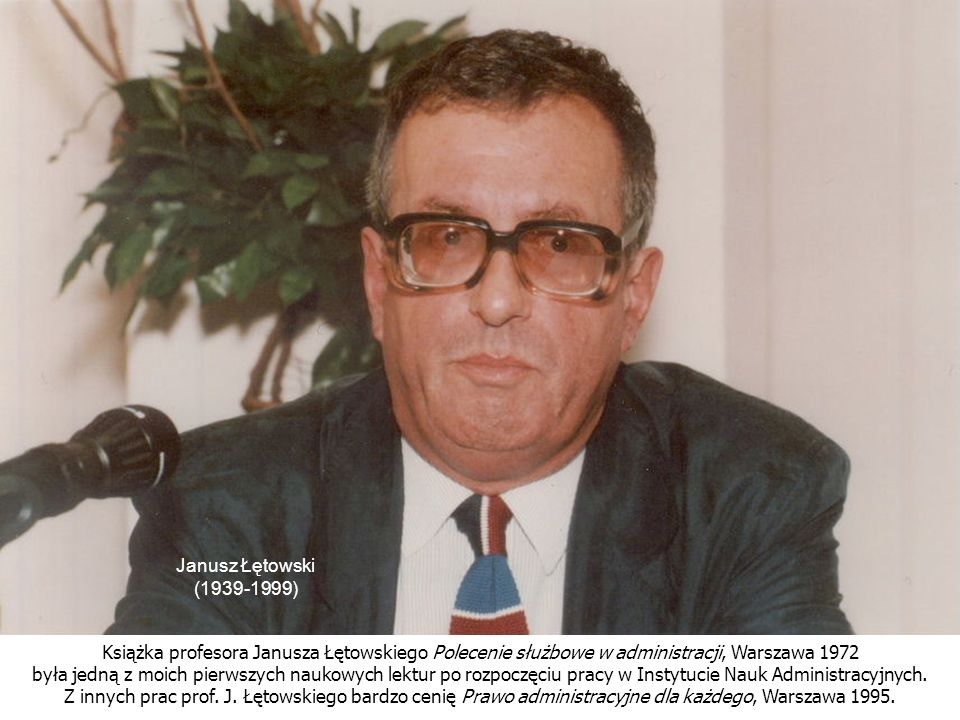 Janusz Łętowski
(1939-1999)
Książka profesora Janusza Łętowskiego Polecenie służbowe w administracji, Warszawa 1972
była jedną z moich pierwszych naukowych lektur po rozpoczęciu pracy w Instytucie Nauk Administracyjnych.
Z innych prac prof. J. Łętowskiego bardzo cenię Prawo administracyjne dla każdego, Warszawa 1995.